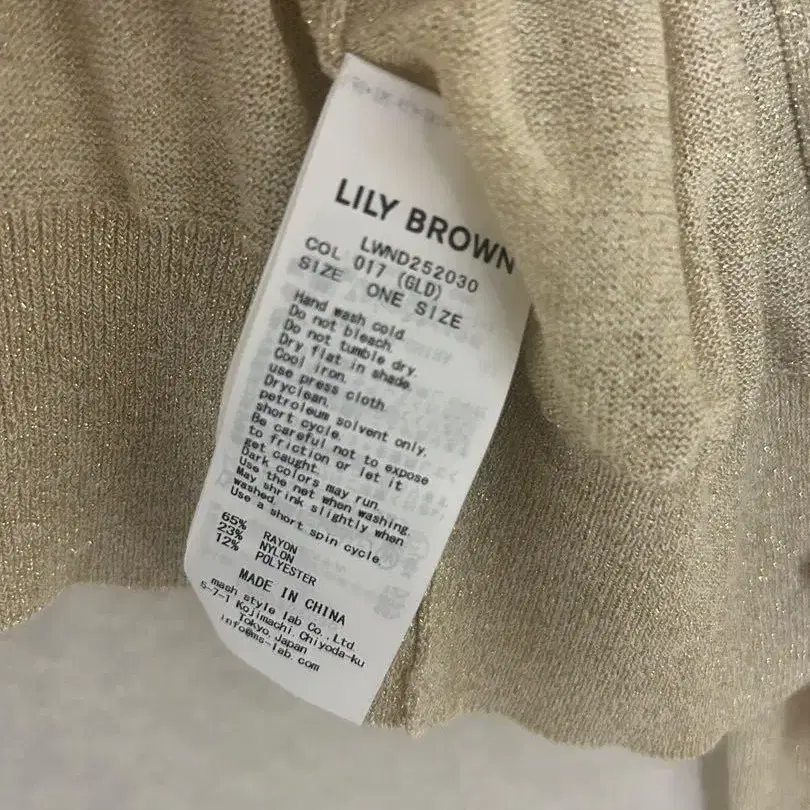 LILY BROWN
LWND252030
COL 017 (GLD)
SIZE ONE SIZE
Hand wash cold.
Do not bleach.
Do not tumble dry.
Dry flat in shade.
Cool iron.
use press cloth.
Dryclean.
petroleum solvent only.
short cycle.
Be careful not to expose
to friction or let it
get caught.
Dark colors may run.
Use the net when washing.
May shrink slightly when
washed.
Use a short spin cycle.
65% RAYON
23% NYLON
12% POLYESTER
MADE IN CHINA
mash style lab Co.,Ltd.
5-7-1 Kojimachi Chiyoda-ku
Tokyo Japan
info@ms-lab.com